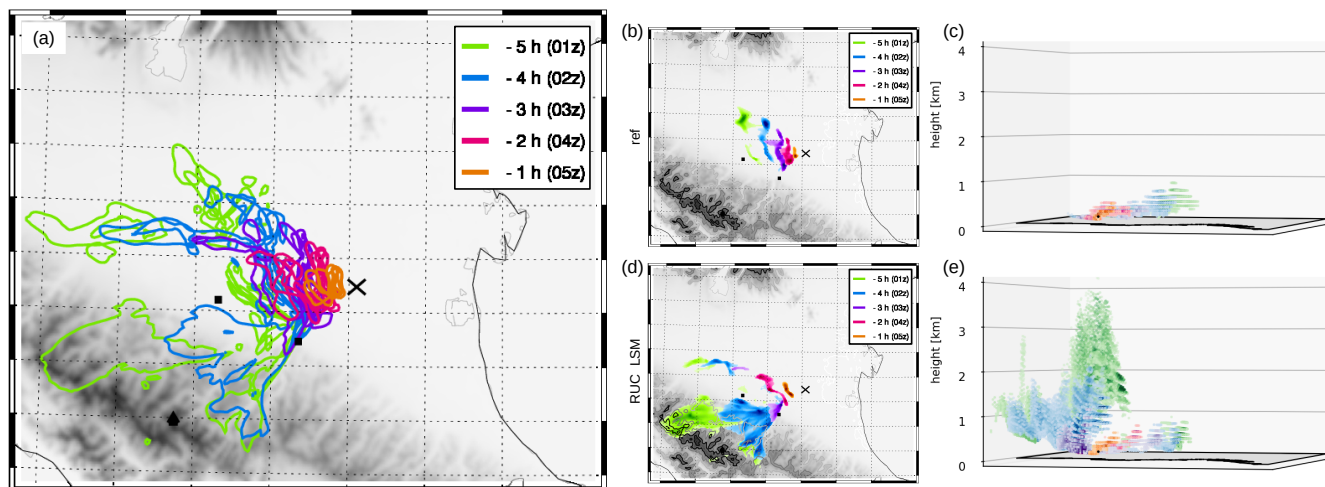 (a)
- 5 h (01z)
- 4 h (02z)
- 3 h (03z)
- 2 h (04z)
- 1 h (05z)
(b)
ref
- 5 h (01z)
- 4 h (02z)
- 3 h (03z)
- 2 h (04z)
- 1 h (05z)
(c)
height [km]
4
3
2
1
0
(d)
RUC LSM
- 5 h (01z)
- 4 h (02z)
- 3 h (03z)
- 2 h (04z)
- 1 h (05z)
(e)
height [km]
4
3
2
1
0